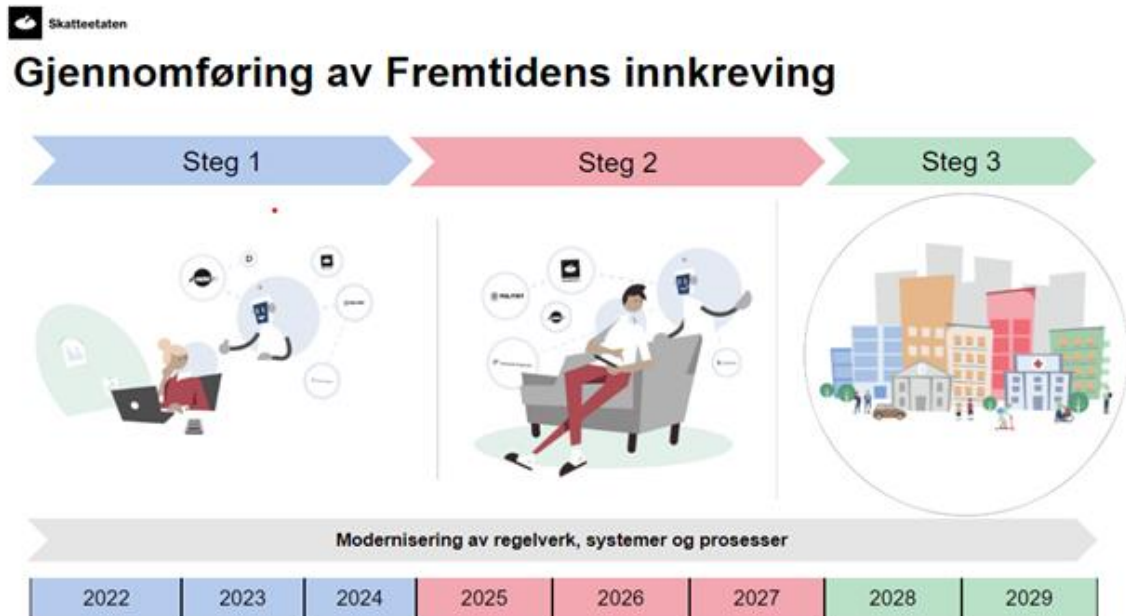 Skatteetaten
Gjennomføring av Fremtidens innkreving
Steg 1
Steg 2
Steg 3
D
POLITIET
Modernisering av regelverk, systemer og prosesser
2022
2023
2024
2025
2026
2027
2028
2029